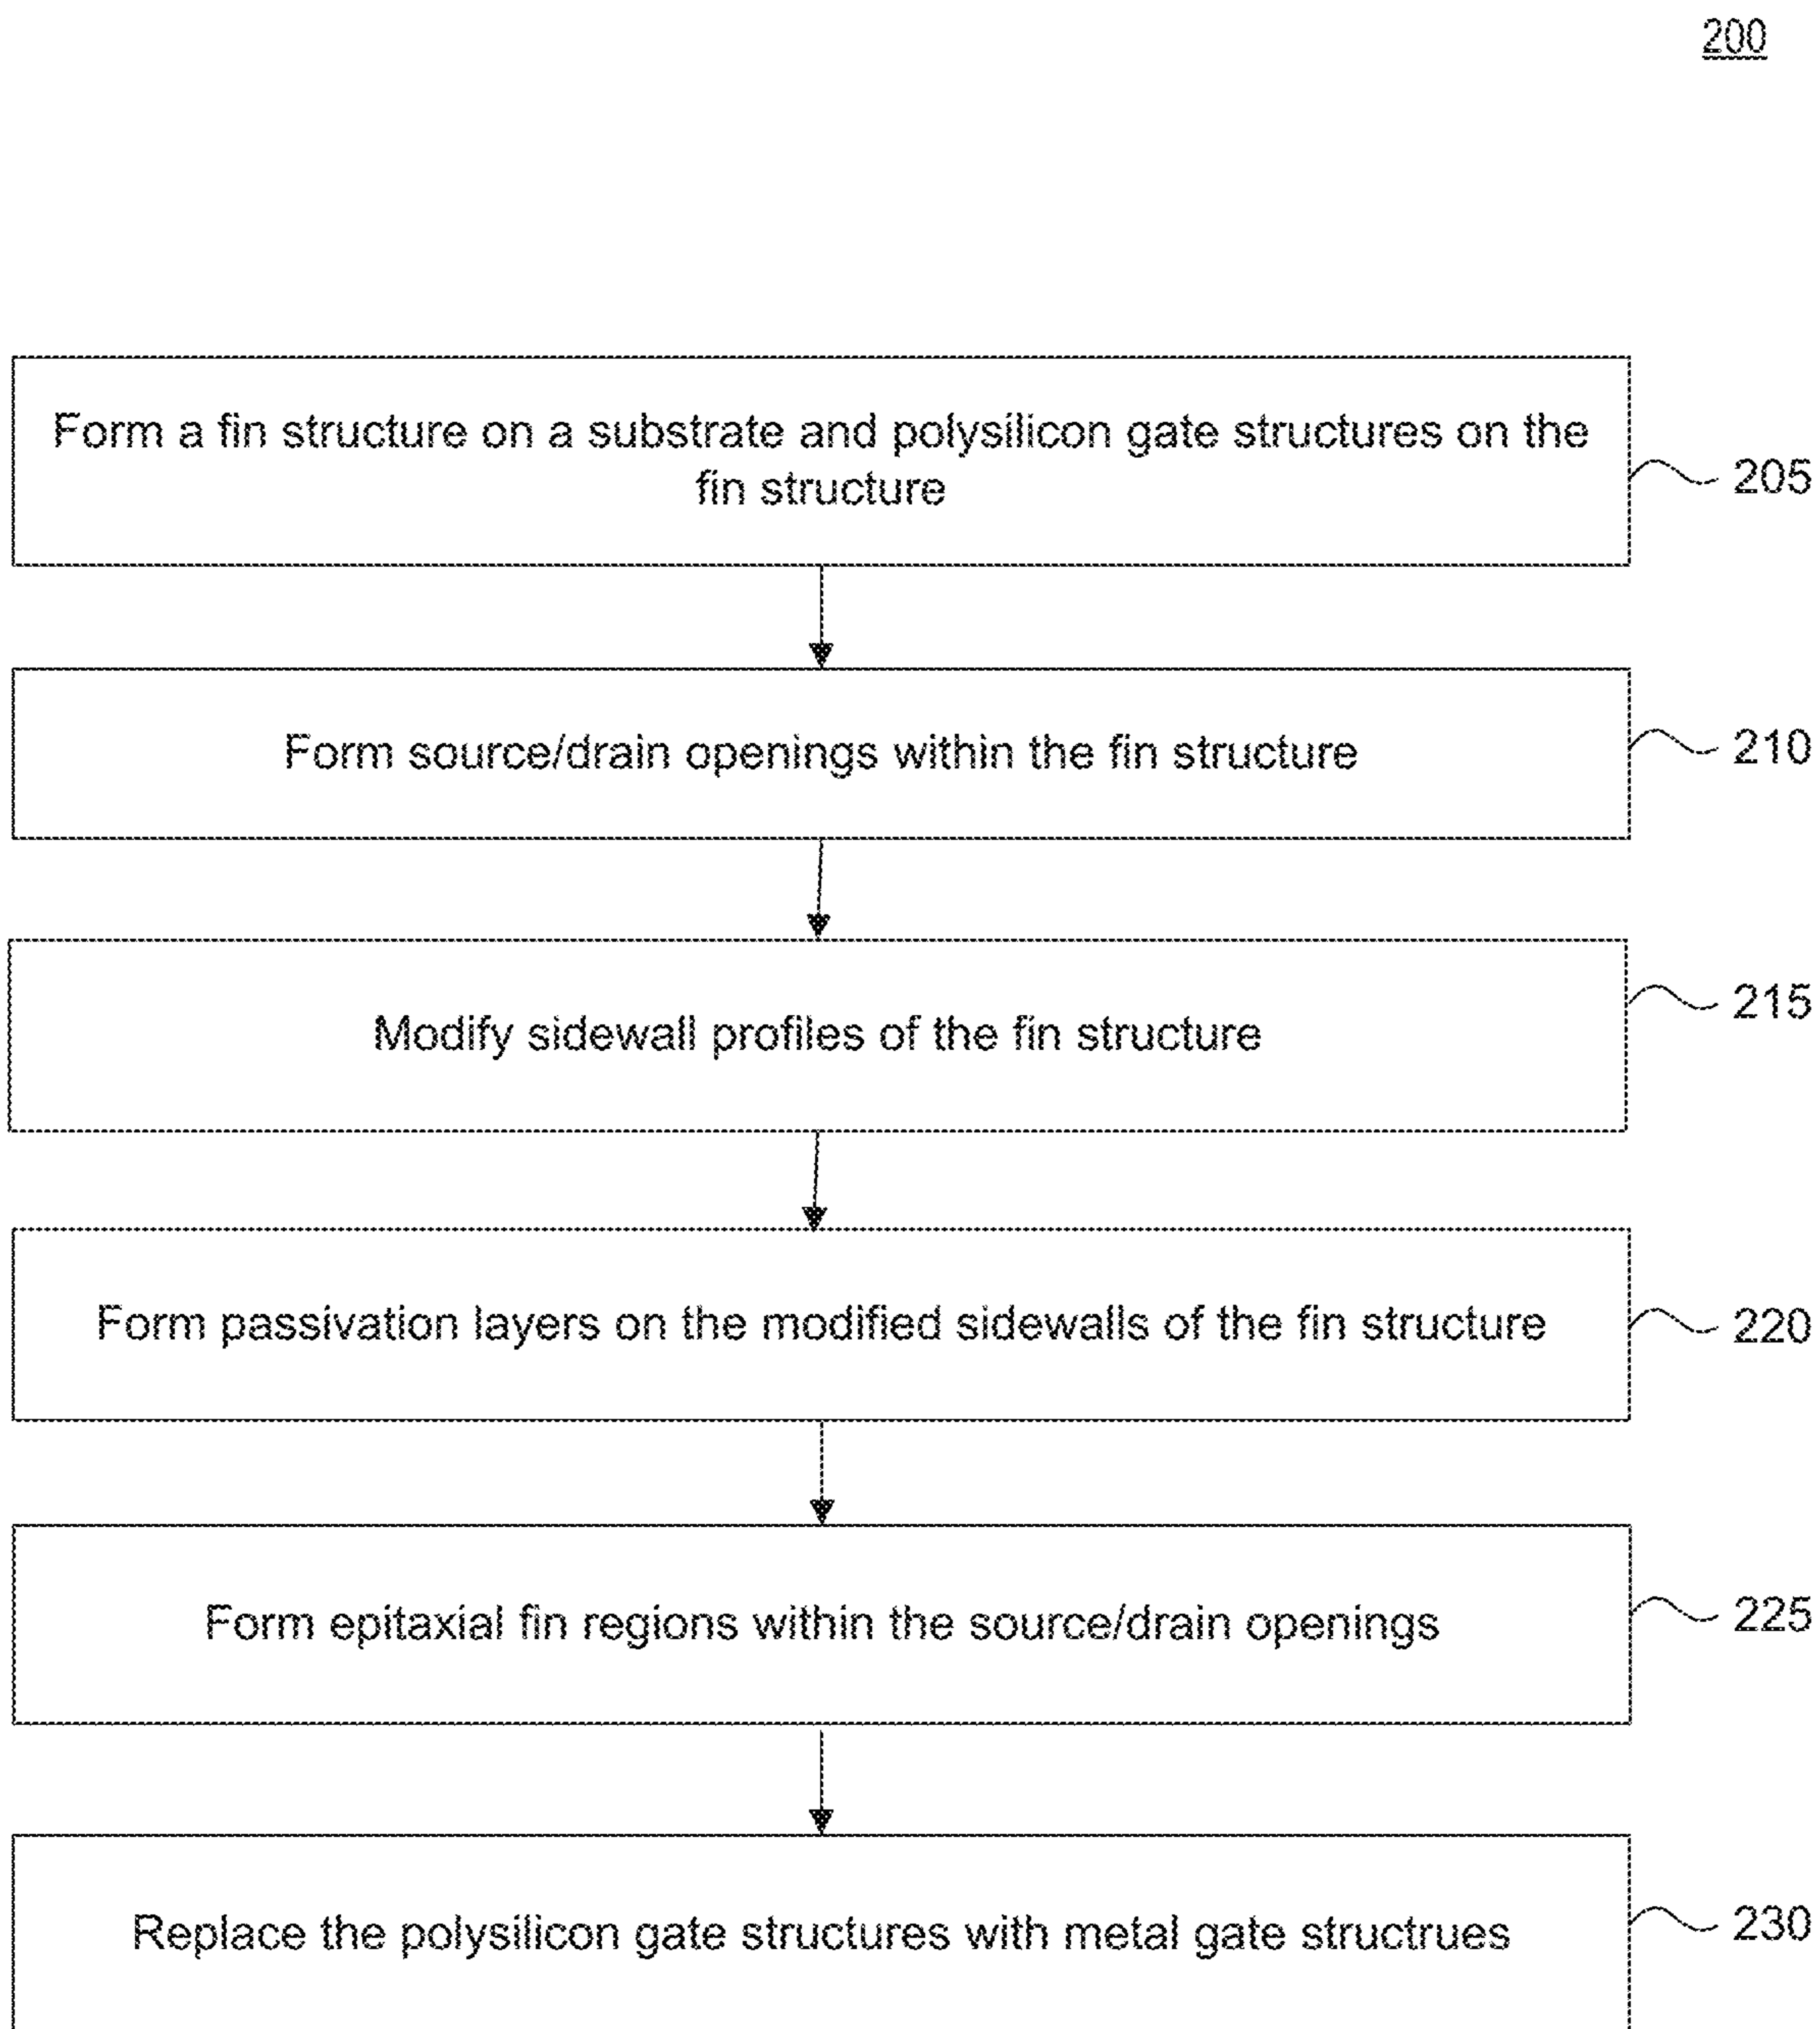 200
Form a fin structure on a substrate and polysilicon gate structures on the
fin structure
205
Form source/drain openings within the fin structure
210
Modify sidewall profiles of the fin structure
215
Form passivation layers on the modified sidewalls of the fin structure
220
Form epitaxial fin regions within the source/drain openings
225
Replace the polysilicon gate structures with metal gate structrues
230